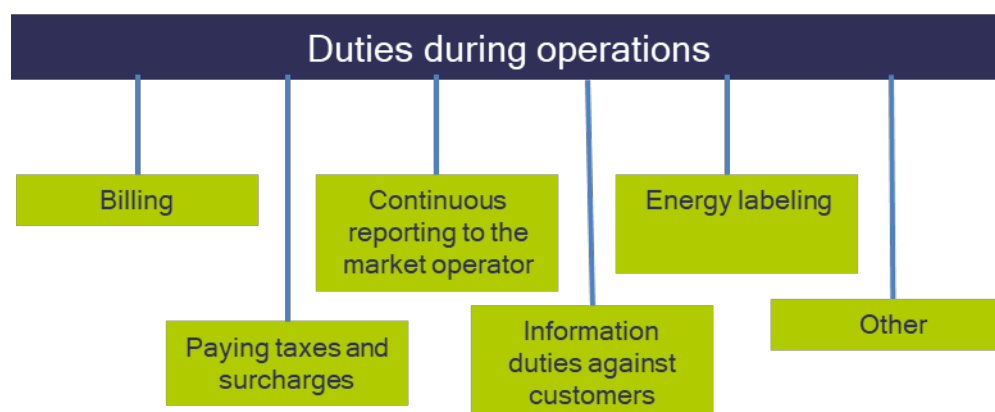 Duties during operations
Billing
Continuous
reporting to the
market operator
Energy labeling
Paying taxes and
surcharges
Information
duties against
customers
Other